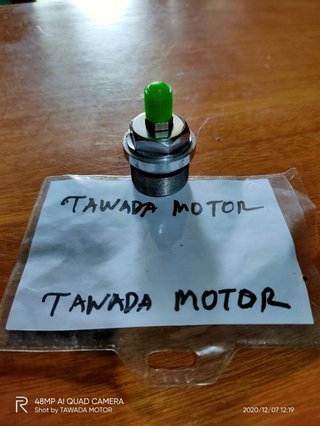 TAWADA MOTOR
TAWADA MOTOR
R
48MP AI QUAD CAMERA
Shot by TAWADA MOTOR
2020/12/07 12:19